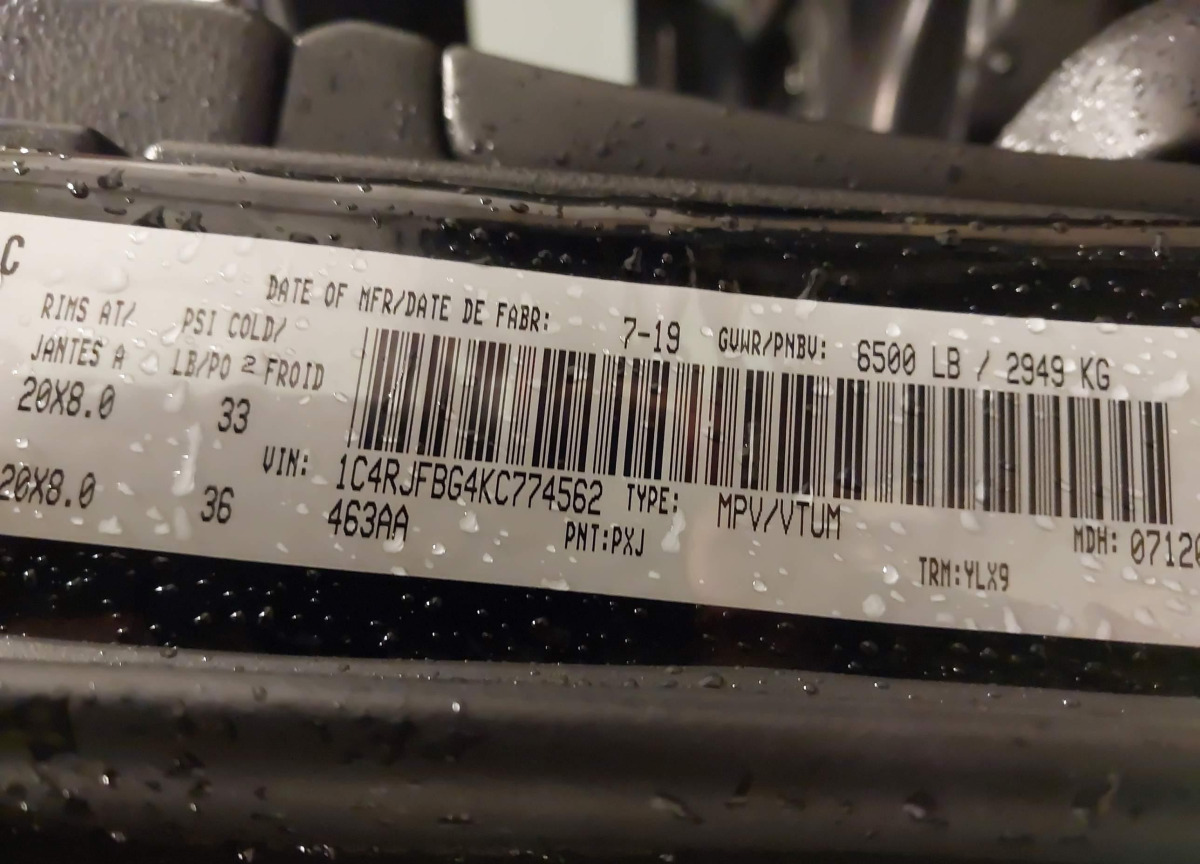 C
DATE OF MFR/DATE DE FABR: 7-19 GVWR/PNBV: 6500 LB / 2949 KG
RIMS AT/ PSI COLD/
JANTES A LB/PO 2 FROID
20X8.0 33
VIN: 1C4RJFBG4KC774562 TYPE: MPV/VTUM
20X8.0 36
463AA PNT:PXJ MDH: 0712
TRM:YLX9